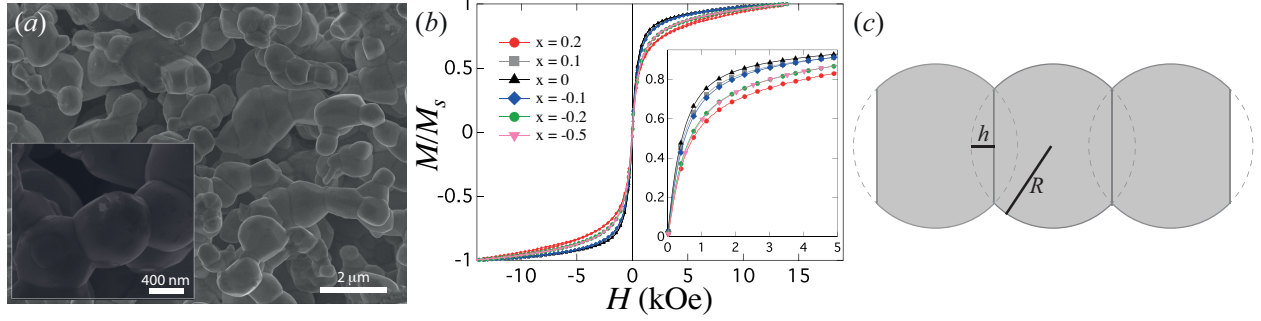 (a)
400 nm
2 μm
(b)
M/Ms
1
0.5
0
-0.5
-1
x = 0.2
x = 0.1
x = 0
x = -0.1
x = -0.2
x = -0.5
0.8
0.6
0.4
0.2
0
0 1 2 3 4 5
-10 -5 0 5 10 15
H (kOe)
(c)
h
R